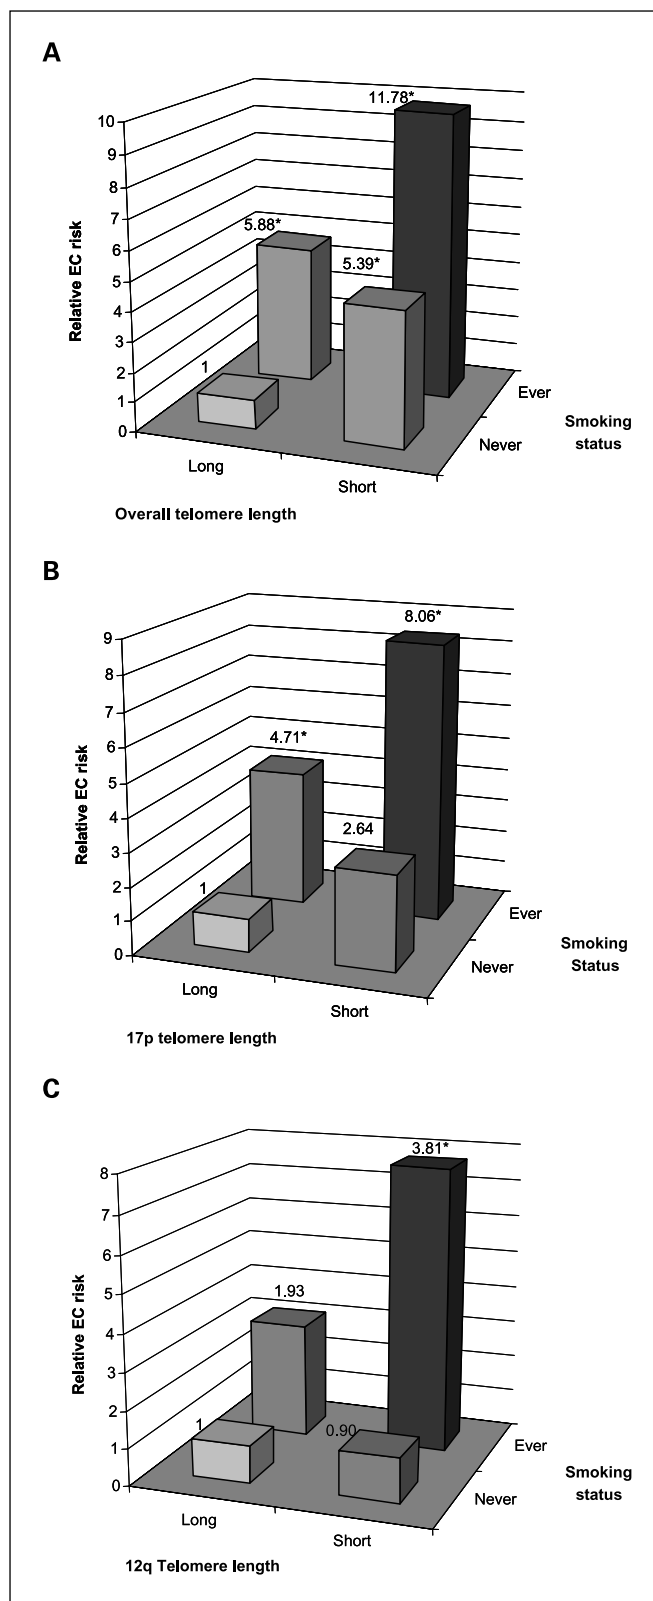 A
11.78*
10
9
8
7
6
5
4
3
2
1
0
Relative EC risk
5.88*
5.39*
1
Ever
Never
Smoking
status
Long
Short
Overall telomere length
B
8.06*
9
8
7
6
5
4
3
2
1
0
Relative EC risk
4.71*
2.64
1
Ever
Never
Smoking
Status
Long
Short
17p telomere length
C
3.81*
8
7
6
5
4
3
2
1
0
Relative EC risk
1.93
1
0.90
Ever
Never
Smoking
status
Long
Short
12q Telomere length